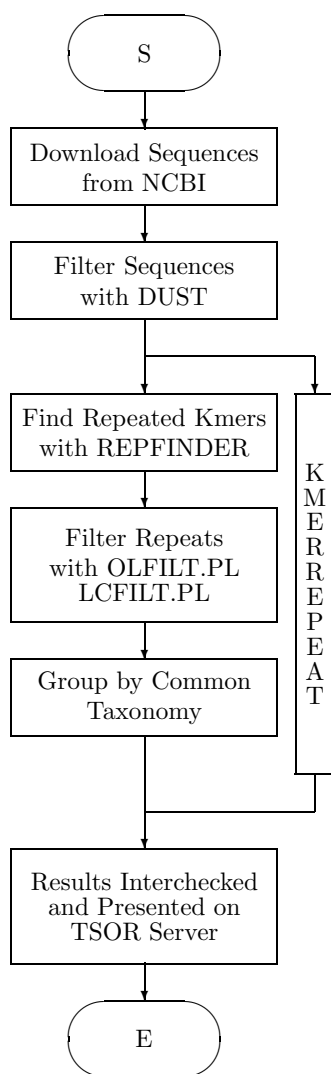 S
Download Sequences
from NCBI
Filter Sequences
with DUST
Find Repeated Kmers
with REPFINDER
Filter Repeats
with OLFILT.PL
LCFILT.PL
Group by Common
Taxonomy
K
M
E
R
R
E
P
E
A
T
Results Interchecked
and Presented on
TSOR Server
E